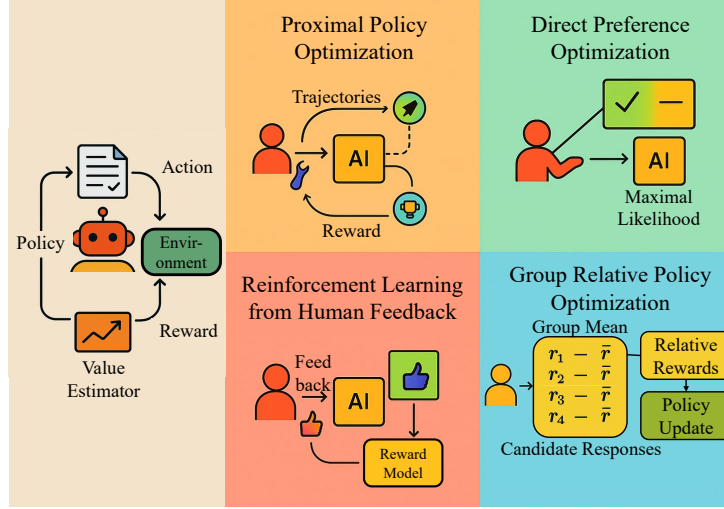 Action
Policy
Envir-
onment
Reward
Value
Estimator
Proximal Policy
Optimization
Trajectories
AI
Reward
Direct Preference
Optimization
AI
Maximal
Likelihood
Reinforcement Learning
from Human Feedback
Feed
back
AI
Reward
Model
Group Relative Policy
Optimization
Group Mean
r₁ − r̄
r₂ − r̄
r₃ − r̄
r₄ − r̄
Candidate Responses
Relative
Rewards
Policy
Update